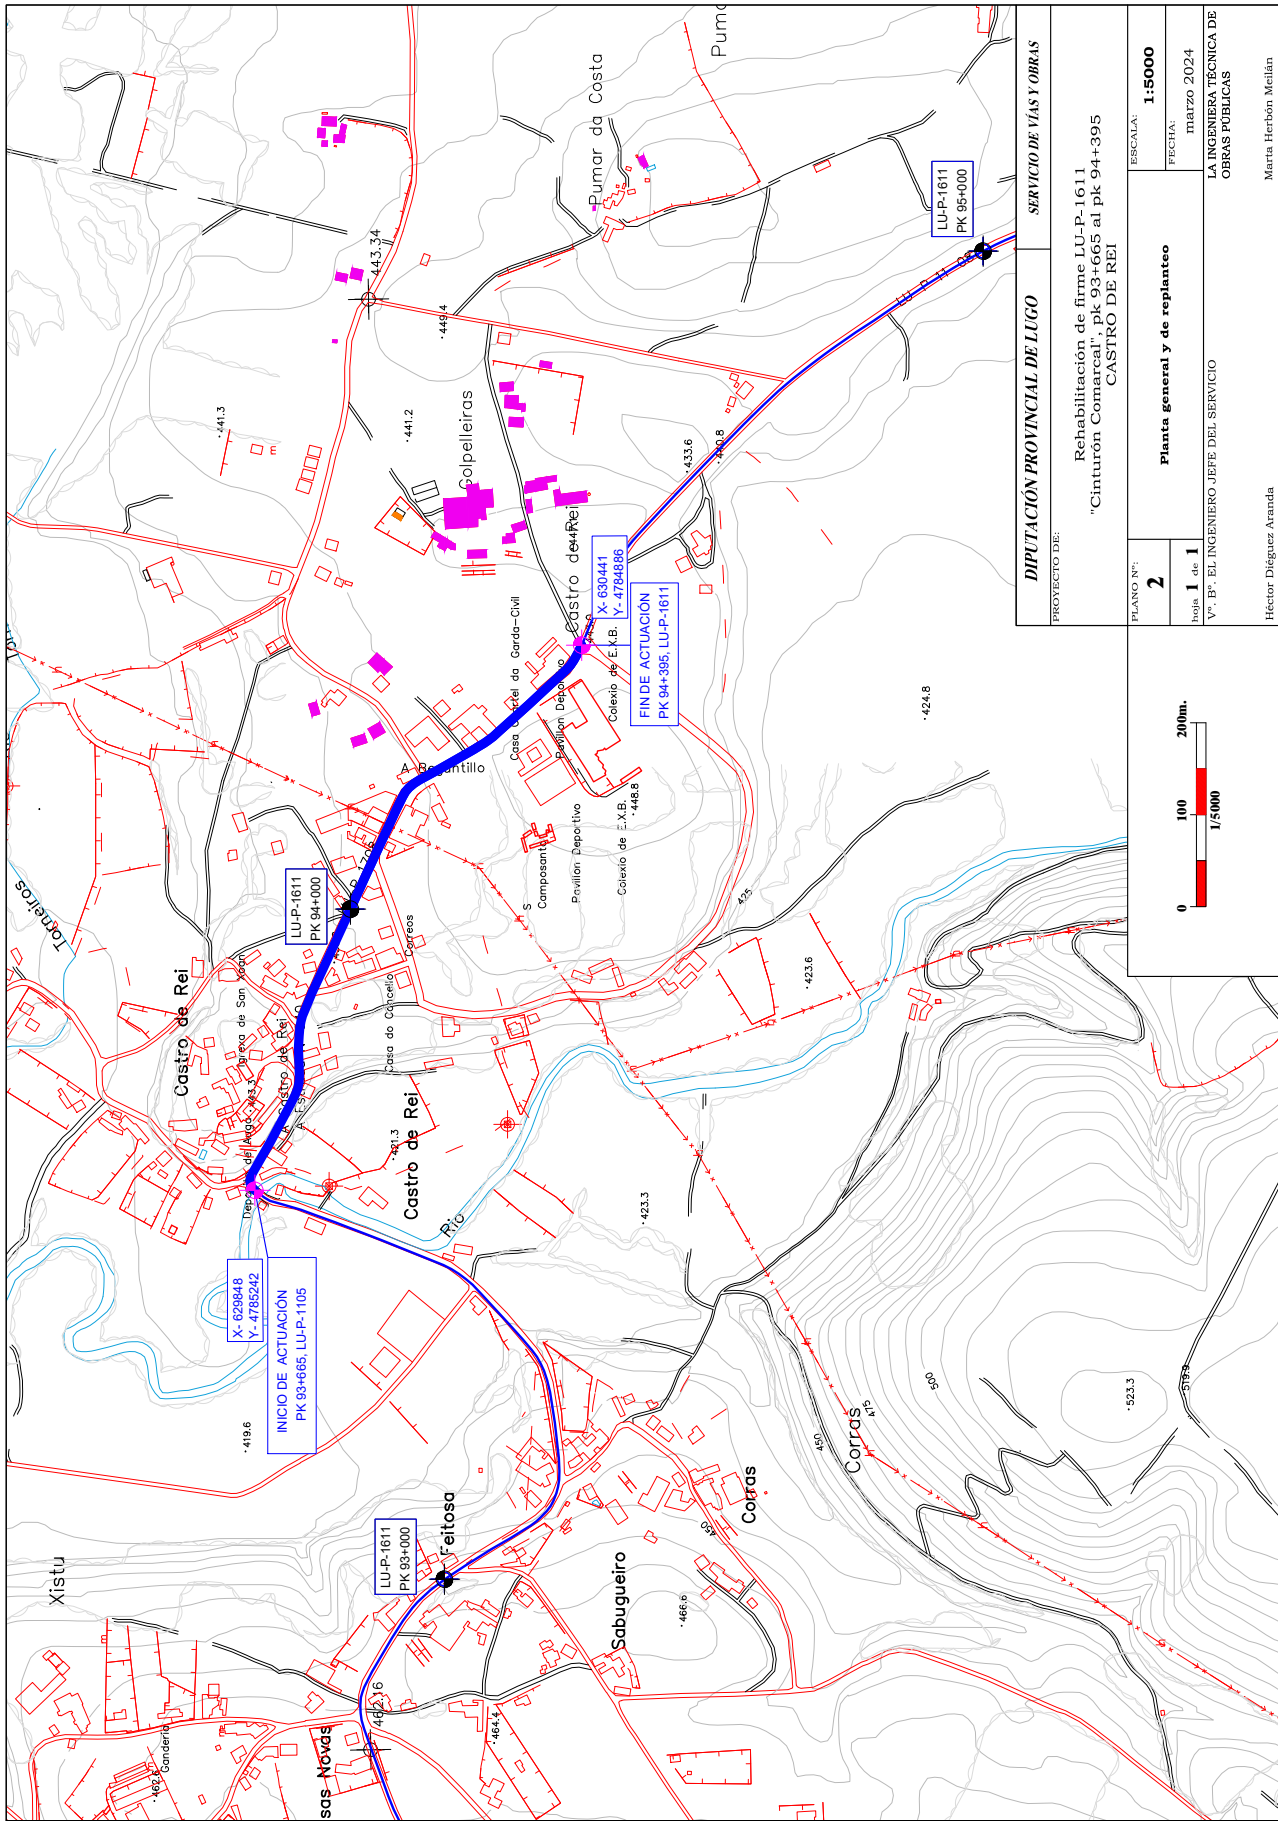 DIPUTACIÓN PROVINCIAL DE LUGO
SERVICIO DE VÍAS Y OBRAS
PROYECTO DE:
Rehabilitación de firme LU-P-1611
"Cinturón Comarcal", pk 93+665 al pk 94+395
CASTRO DE REI
PLANO Nº:
2
hoja 1 de 1
Planta general y de replanteo
ESCALA:
1:5000
FECHA:
marzo 2024
Vº. Bº. EL INGENIERO JEFE DEL SERVICIO
Héctor Diéguez Aranda
LA INGENIERA TÉCNICA DE
OBRAS PÚBLICAS
Marta Herbón Meilán
0 100 200m.
1/5000
Xistu
LU-P-1611
PK 93+000
Feitosa
462.16
464.4
Gandería
Sabugueiro
466.6
Corras
450
Corras
450
475
500
523.3
519.9
419.6
X- 629848
Y- 4785242
INICIO DE ACTUACIÓN
PK 93+665, LU-P-1105
Río
423.3
421.3
Castro de Rei
Castro de Rei
Torneiros
Igrexa de San Xoán
Casa do Concello
Correos
LU-P-1611
PK 94+000
Camposanto
Pavillon Deportivo
Colexio de E.X.B.
448.8
425
423.6
424.8
Pavillon Deportivo
Colexio de E.X.B.
X- 630441
Y- 4784886
FIN DE ACTUACIÓN
PK 94+395, LU-P-1611
Castro de Rei
Golpelleiras
441.3
441.2
449.4
443.34
433.6
440.8
Pumar da Costa
LU-P-1611
PK 95+000